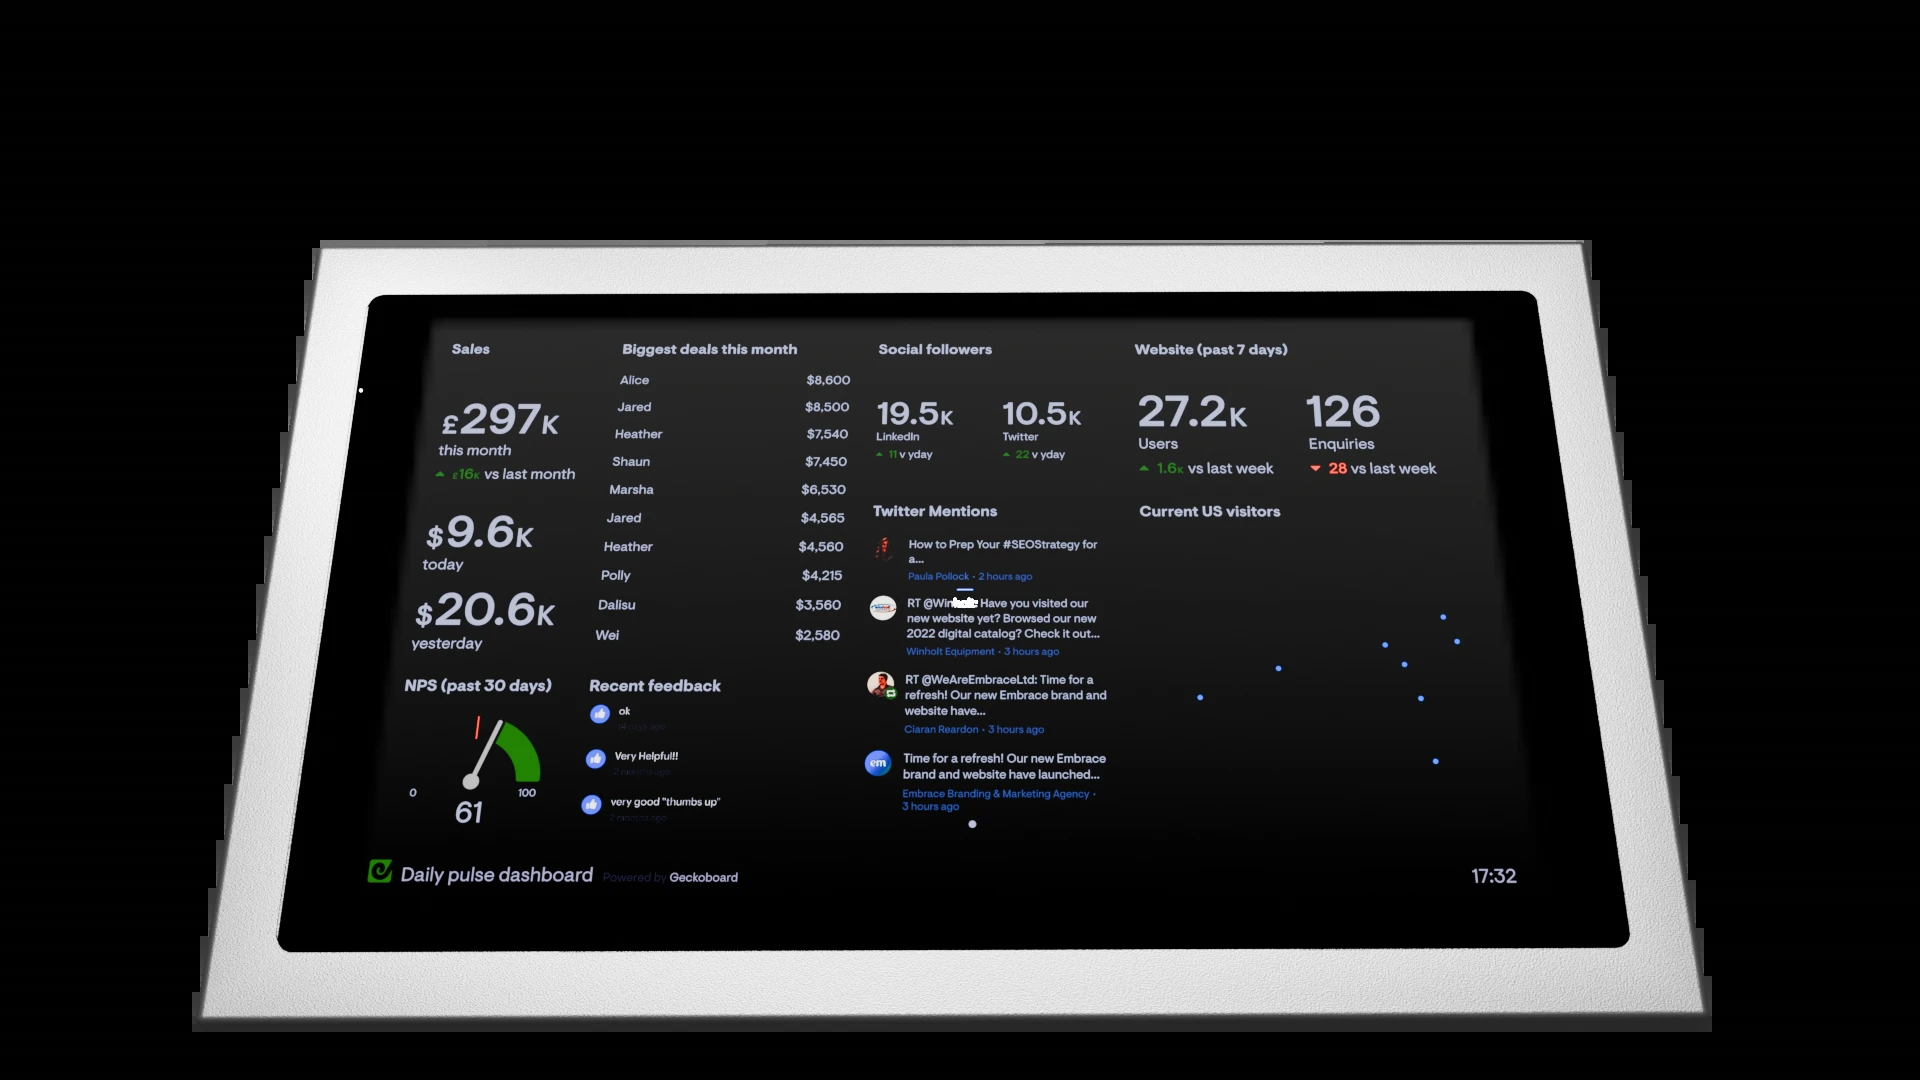 Sales
£297K
this month
£16K vs last month
$9.6K
today
$20.6K
yesterday
NPS (past 30 days)
0
100
61
Biggest deals this month
Alice $8,600
Jared $8,500
Heather $7,540
Shaun $7,450
Marsha $6,530
Jared $4,565
Heather $4,560
Polly $4,215
Dalisu $3,560
Wei $2,580
Recent feedback
ok
days ago
Very Helpful!!
2 months ago
very good "thumbs up"
2 months ago
Social followers
19.5K
LinkedIn
11 v yday
10.5K
Twitter
22 v yday
Twitter Mentions
How to Prep Your #SEOStrategy for
a...
Paula Pollock · 2 hours ago
RT Have you visited our
new website yet? Browsed our new
2022 digital catalog? Check it out...
Winholt Equipment · 3 hours ago
RT @WeAreEmbraceLtd: Time for a
refresh! Our new Embrace brand and
website have...
Ciaran Reardon · 3 hours ago
em
Time for a refresh! Our new Embrace
brand and website have launched...
Embrace Branding & Marketing Agency ·
3 hours ago
Website (past 7 days)
27.2K
Users
1.6K vs last week
126
Enquiries
28 vs last week
Current US visitors
Daily pulse dashboard Powered by Geckoboard
17:32